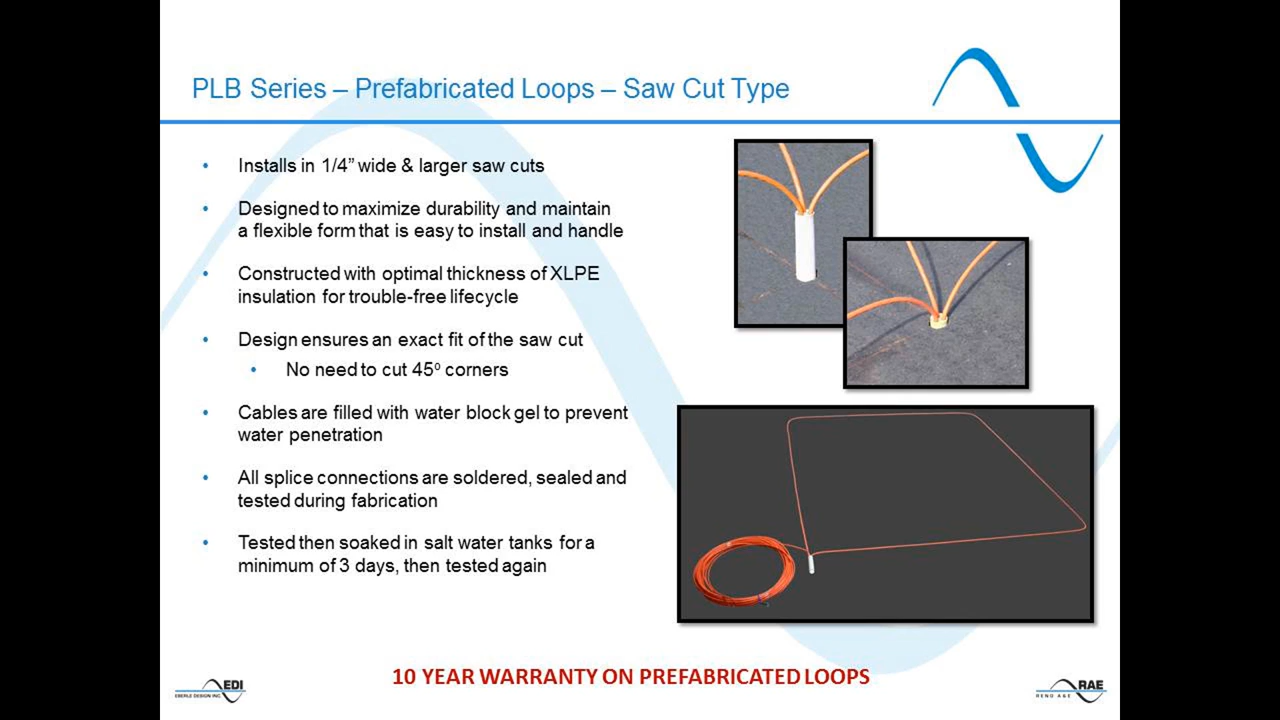 PLB Series – Prefabricated Loops – Saw Cut Type
• Installs in 1/4” wide & larger saw cuts
• Designed to maximize durability and maintain
a flexible form that is easy to install and handle
• Constructed with optimal thickness of XLPE
insulation for trouble-free lifecycle
• Design ensures an exact fit of the saw cut
• No need to cut 45º corners
• Cables are filled with water block gel to prevent
water penetration
• All splice connections are soldered, sealed and
tested during fabrication
• Tested then soaked in salt water tanks for a
minimum of 3 days, then tested again
10 YEAR WARRANTY ON PREFABRICATED LOOPS
EDI
EBERLE DESIGN INC.
RAE
RENO A&E